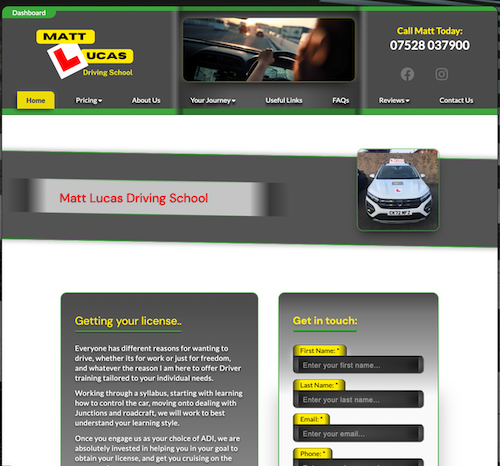 Dashboard
MATT
LUCAS
Driving School
Call Matt Today:
07528 037900
Home
Pricing
About Us
Your Journey
Useful Links
FAQs
Reviews
Contact Us
Matt Lucas Driving School
Getting your license..
Everyone has different reasons for wanting to
drive, whether its for work or just for freedom,
and whatever the reason I am here to offer Driver
training tailored to your individual needs.
Working through a syllabus, starting with learning
how to control the car, moving onto dealing with
Junctions and roadcraft, we will work to best
understand your learning style.
Once you engage us as your choice of ADI, we are
absolutely invested in helping you in your goal to
obtain your license, and get you cruising on the
Get in touch:
First Name: *
Enter your first name...
Last Name: *
Enter your last name...
Email: *
Enter your email...
Phone: *